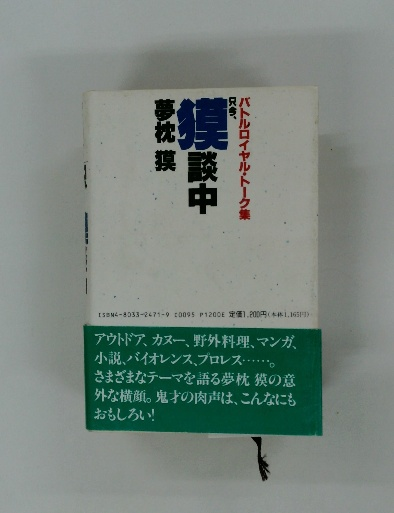 バトルロイヤル・トーク集
只今、
獏談中
夢枕 獏
ISBN4-8033-2471-9 C0095 P1200E 定価1,200円(本体1,165円)
アウトドア、カヌー、野外料理、マンガ、
小説、バイオレンス、プロレス……。
さまざまなテーマを語る夢枕 獏の意
外な横顔。鬼才の肉声は、こんなにも
おもしろい!